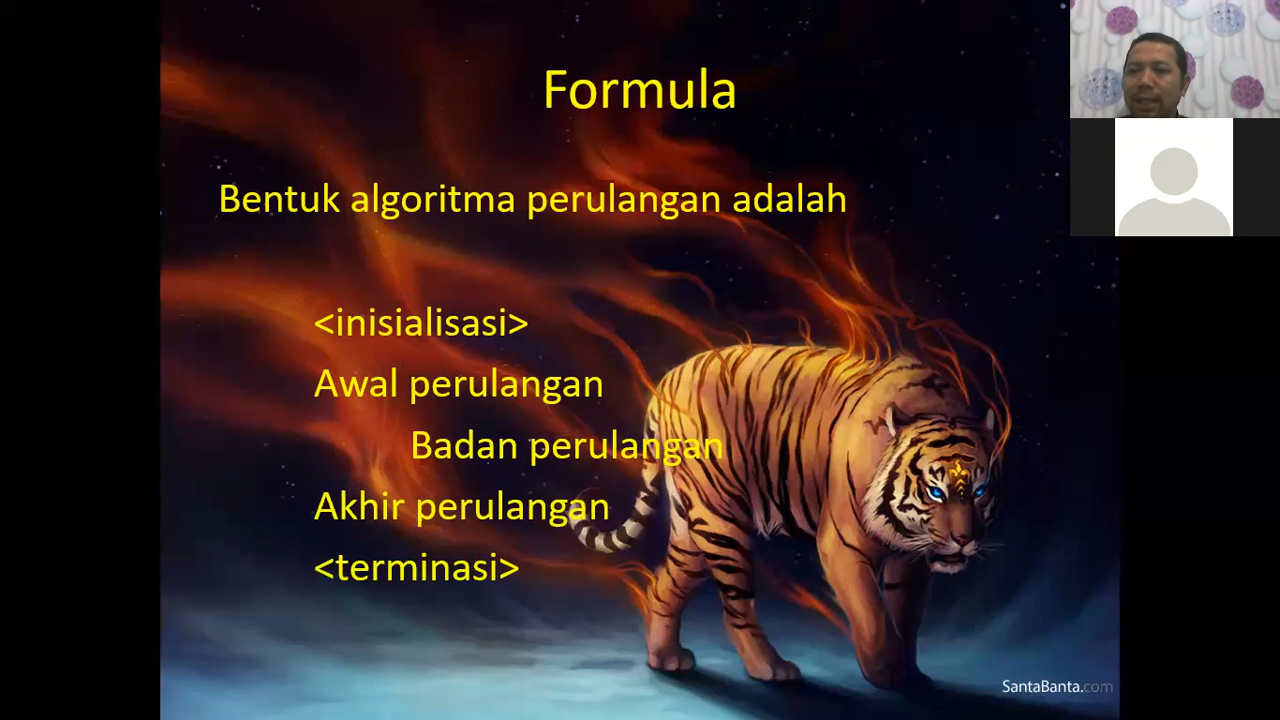 Formula
Bentuk algoritma perulangan adalah
<inisialisasi>
Awal perulangan
Badan perulangan
Akhir perulangan
<terminasi>
SantaBanta.com